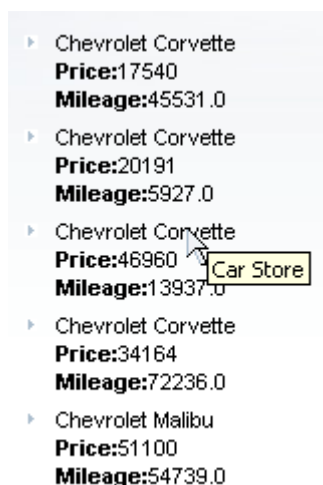 Chevrolet Corvette
Price:17540
Mileage:45531.0
Chevrolet Corvette
Price:20191
Mileage:5927.0
Chevrolet Corvette
Price:46960
Car Store
Mileage:13937.0
Chevrolet Corvette
Price:34164
Mileage:72236.0
Chevrolet Malibu
Price:51100
Mileage:54739.0